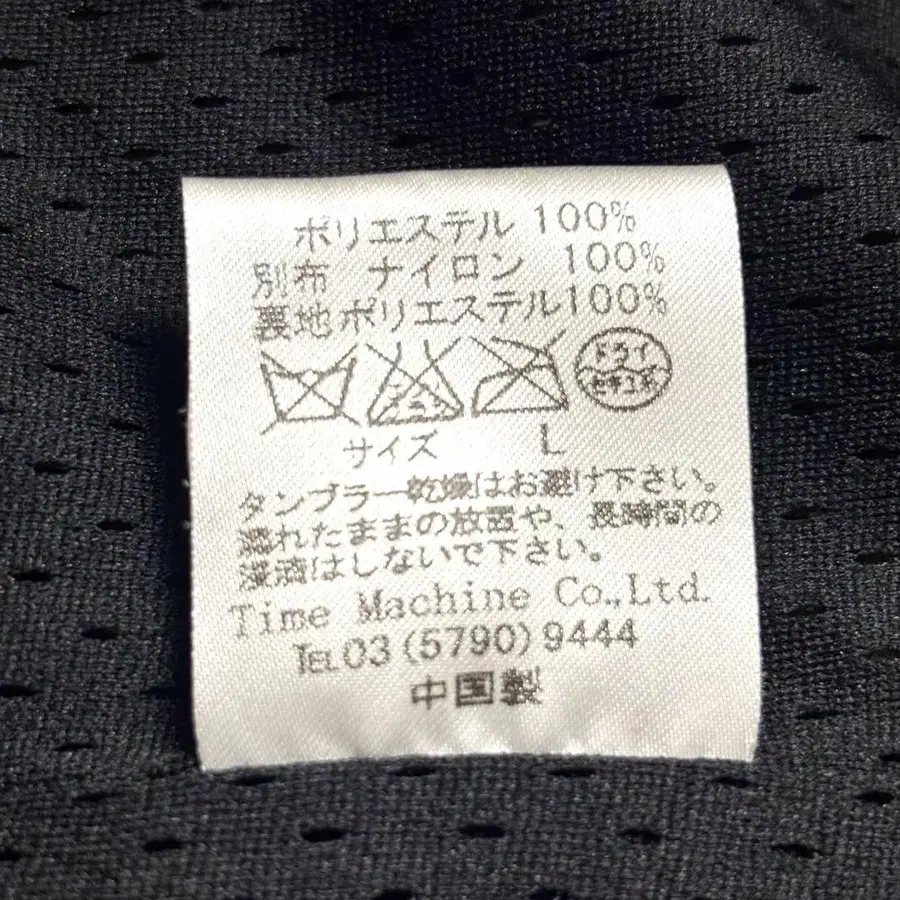 ポリエステル 100%
別布 ナイロン 100%
裏地 ポリエステル 100%
ドライ
セキユ系
サイズ L
タンブラー乾燥はお避け下さい。
濡れたままの放置や、長時間の
浸漬はしないで下さい。
Time Machine Co.,Ltd.
TEL 03 (5790) 9444
中国製